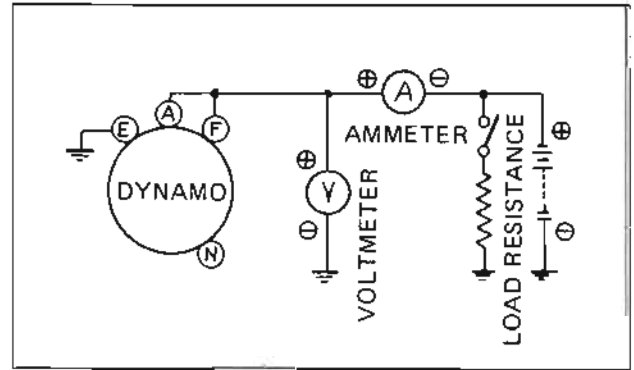 ⊕ A ⊖
E A F
AMMETER
DYNAMO
⊕
V
⊖
N
VOLTMETER
LOAD RESISTANCE
⊕
⊖